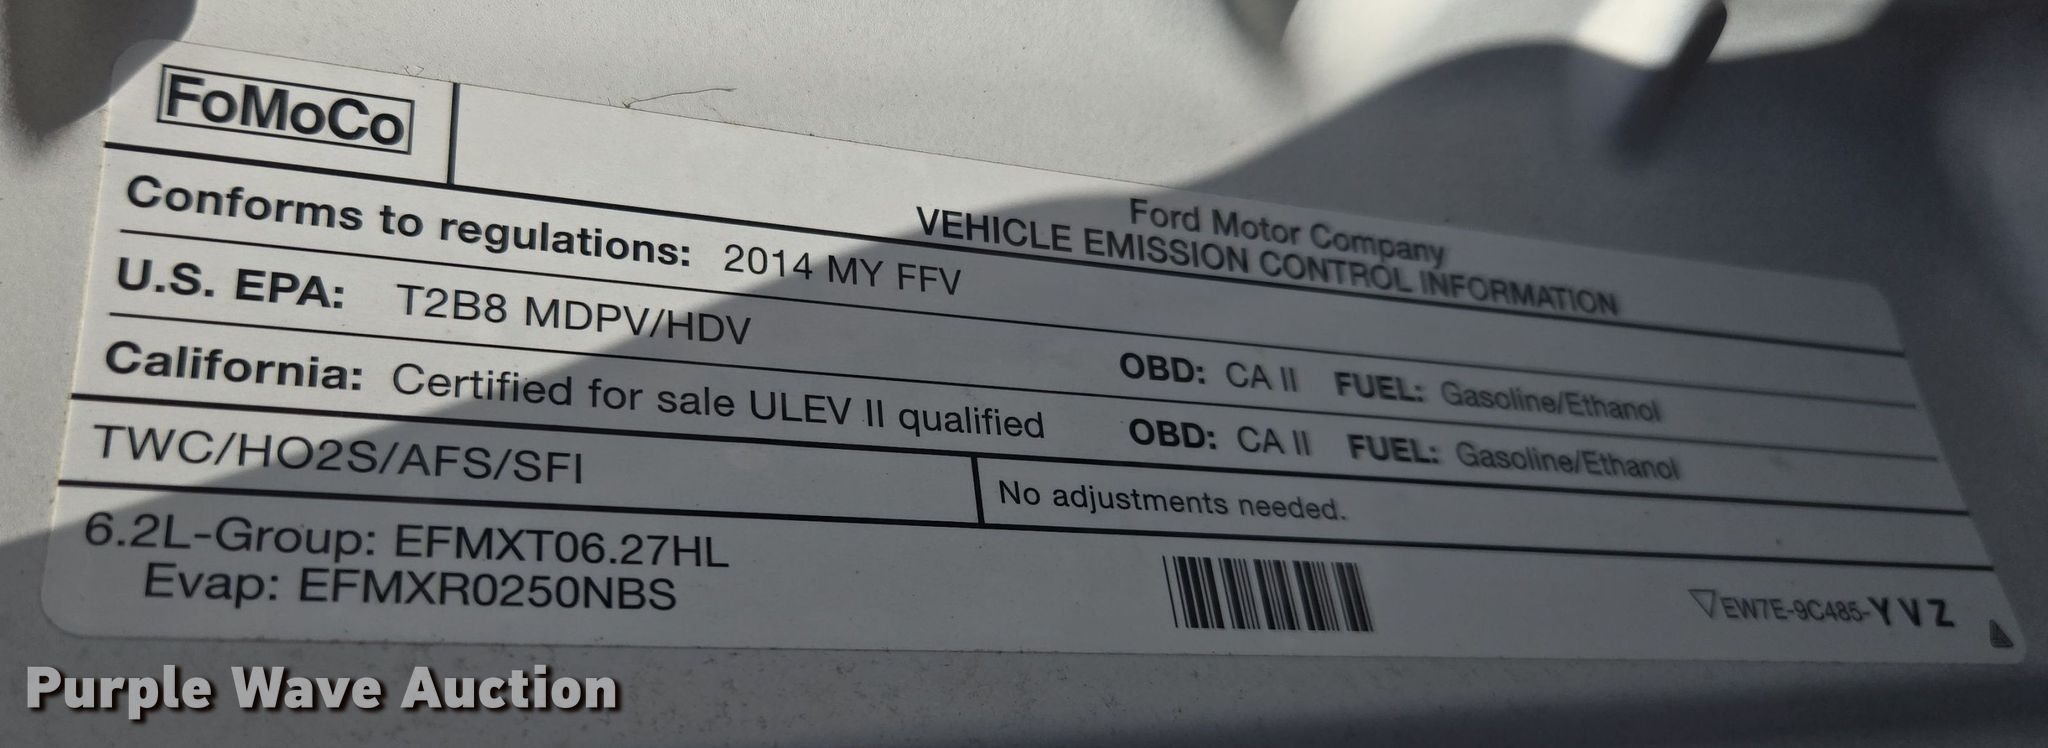 FoMoCo
Ford Motor Company
VEHICLE EMISSION CONTROL INFORMATION
Conforms to regulations: 2014 MY FFV
U.S. EPA: T2B8 MDPV/HDV OBD: CA II FUEL: Gasoline/Ethanol
California: Certified for sale ULEV II qualified OBD: CA II FUEL: Gasoline/Ethanol
TWC/HO2S/AFS/SFI No adjustments needed.
6.2L-Group: EFMXT06.27HL
Evap: EFMXR0250NBS
EW7E-9C485-YVZ
Purple Wave Auction